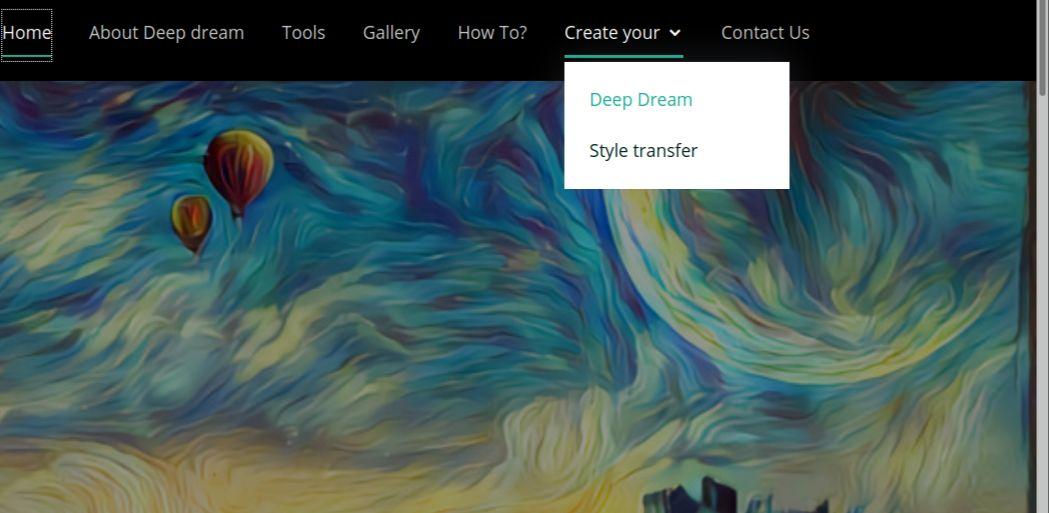 Home About Deep dream Tools Gallery How To? Create your Contact Us
Deep Dream
Style transfer